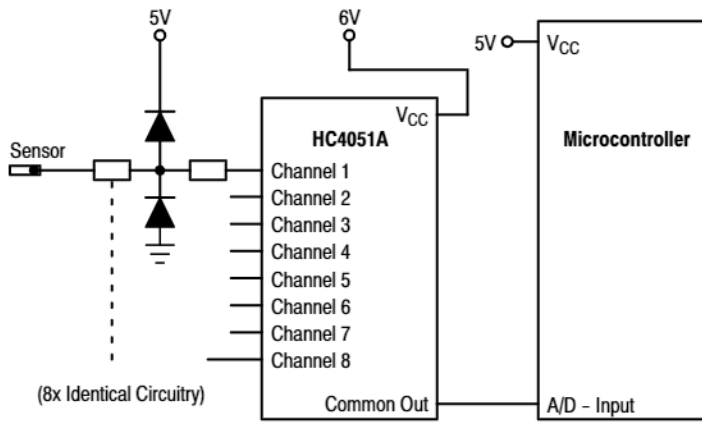 5V
6V
5V
VCC
VCC
HC4051A
Microcontroller
Sensor
Channel 1
Channel 2
Channel 3
Channel 4
Channel 5
Channel 6
Channel 7
Channel 8
(8x Identical Circuitry)
Common Out
A/D – Input